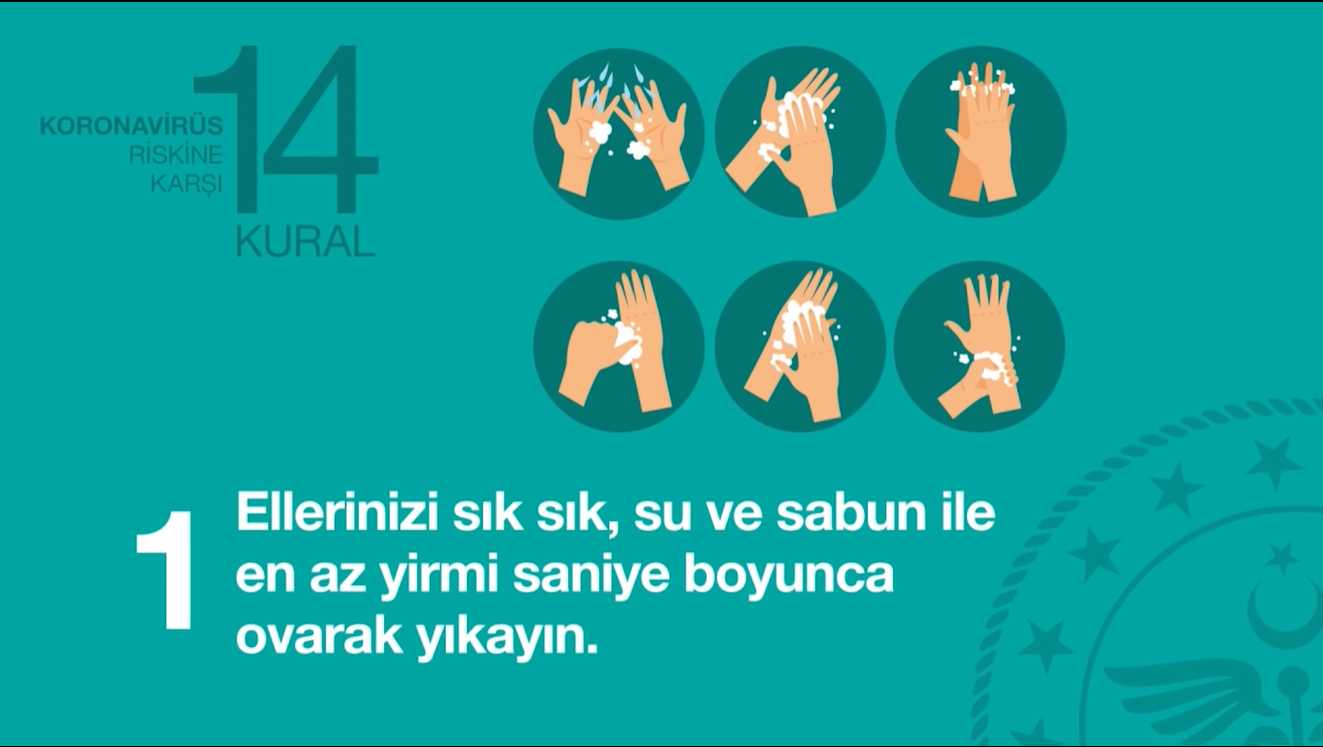 KORONAVİRÜS
RİSKİNE
KARŞI
14
KURAL
1
Ellerinizi sık sık, su ve sabun ile
en az yirmi saniye boyunca
ovarak yıkayın.